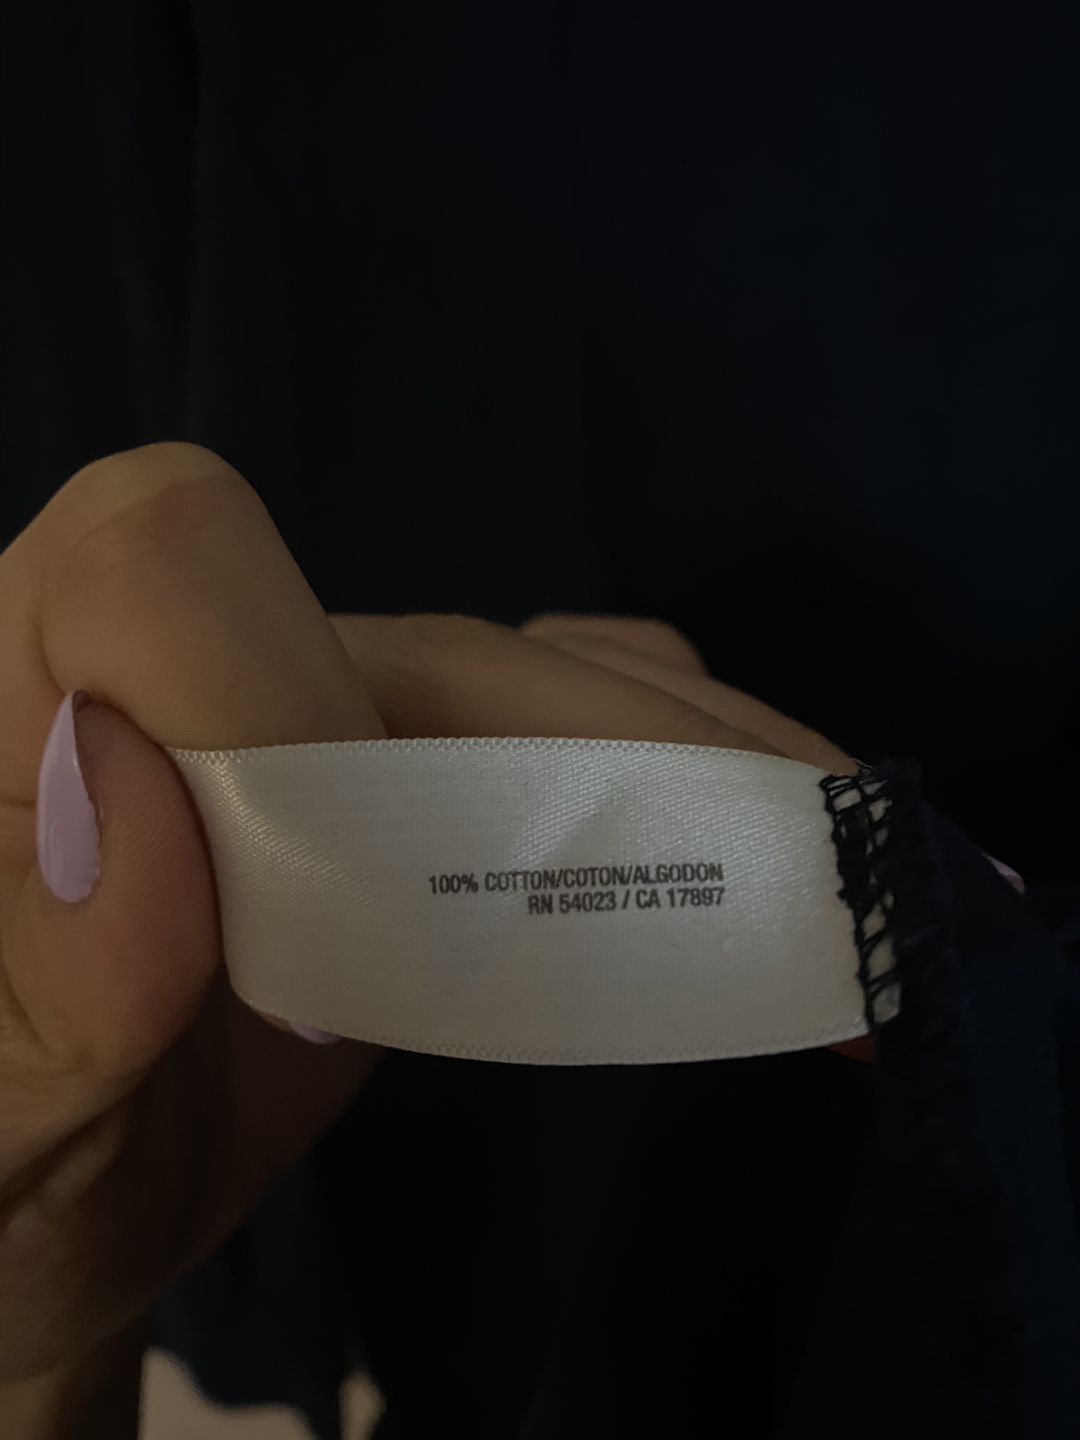 100% COTTON/COTON/ALGODON
RN 54023 / CA 17897